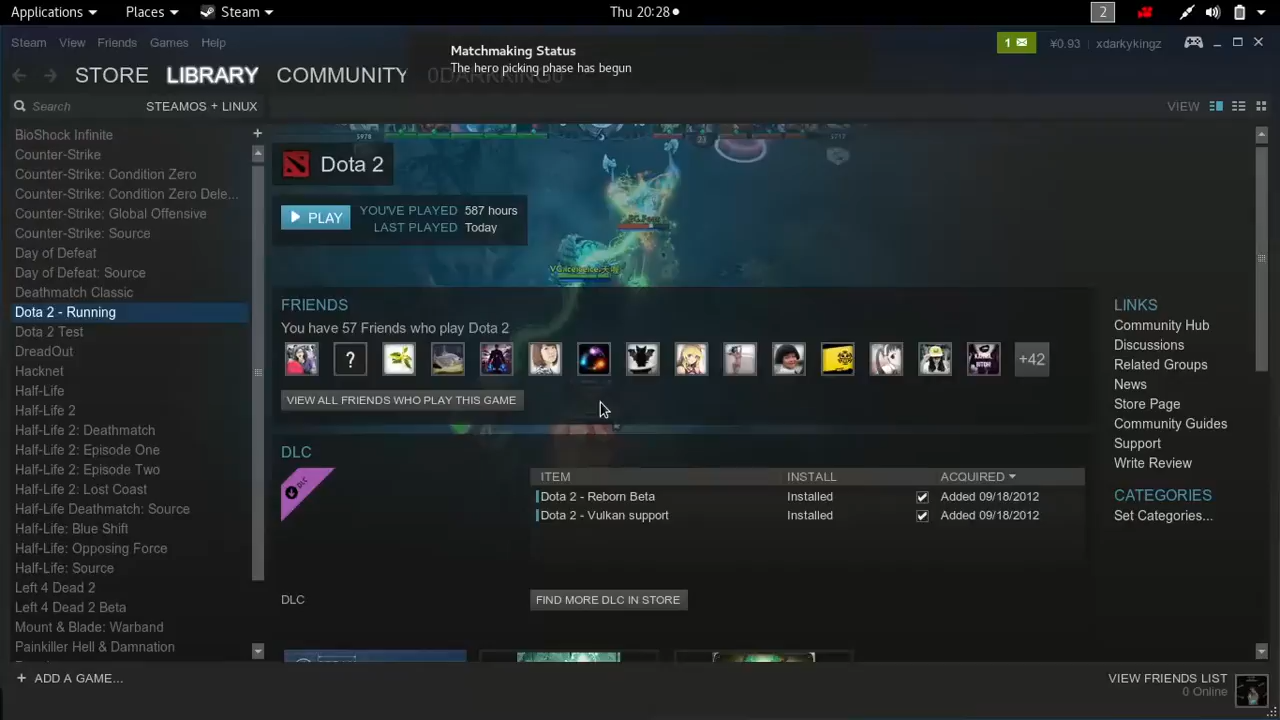 Applications Places Steam Thu 20:28 2
Steam View Friends Games Help
Matchmaking Status
The hero picking phase has begun
1 ¥0.93 xdarkykingz
STORE LIBRARY COMMUNITY
Search STEAMOS + LINUX VIEW
BioShock Infinite +
Counter-Strike
Counter-Strike: Condition Zero
Counter-Strike: Condition Zero Dele...
Counter-Strike: Global Offensive
Counter-Strike: Source
Day of Defeat
Day of Defeat: Source
Deathmatch Classic
Dota 2 - Running
Dota 2 Test
DreadOut
Hacknet
Half-Life
Half-Life 2
Half-Life 2: Deathmatch
Half-Life 2: Episode One
Half-Life 2: Episode Two
Half-Life 2: Lost Coast
Half-Life Deathmatch: Source
Half-Life: Blue Shift
Half-Life: Opposing Force
Half-Life: Source
Left 4 Dead 2
Left 4 Dead 2 Beta
Mount & Blade: Warband
Painkiller Hell & Damnation
+ ADD A GAME...
Dota 2
PLAY YOU'VE PLAYED 587 hours
LAST PLAYED Today
FRIENDS
You have 57 Friends who play Dota 2
?
+42
VIEW ALL FRIENDS WHO PLAY THIS GAME
DLC
DLC
ITEM INSTALL ACQUIRED
Dota 2 - Reborn Beta Installed Added 09/18/2012
Dota 2 - Vulkan support Installed Added 09/18/2012
DLC
FIND MORE DLC IN STORE
LINKS
Community Hub
Discussions
Related Groups
News
Store Page
Community Guides
Support
Write Review
CATEGORIES
Set Categories...
VIEW FRIENDS LIST
0 Online